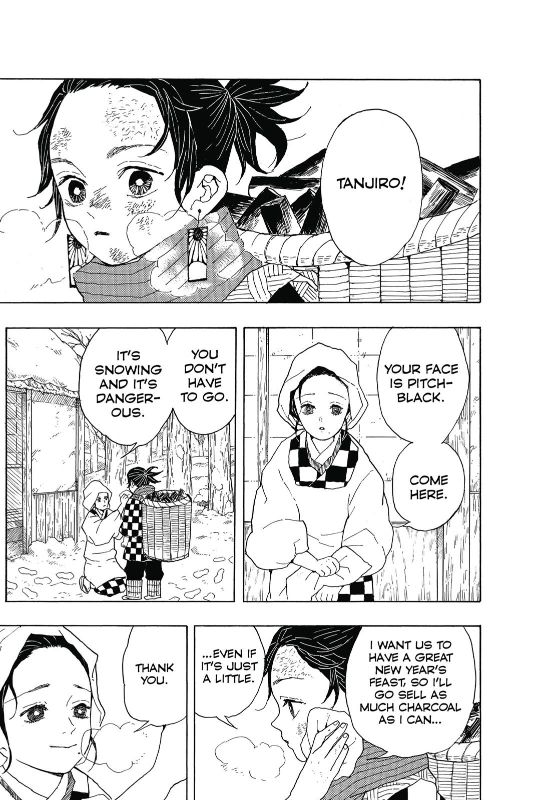 TANJIRO!
YOUR FACE
IS PITCH-
BLACK.
COME
HERE.
YOU
DON'T
HAVE
TO GO.
IT'S
SNOWING
AND IT'S
DANGER-
OUS.
I WANT US TO
HAVE A GREAT
NEW YEAR'S
FEAST, SO I'LL
GO SELL AS
MUCH CHARCOAL
AS I CAN...
...EVEN IF
IT'S JUST
A LITTLE.
THANK
YOU.